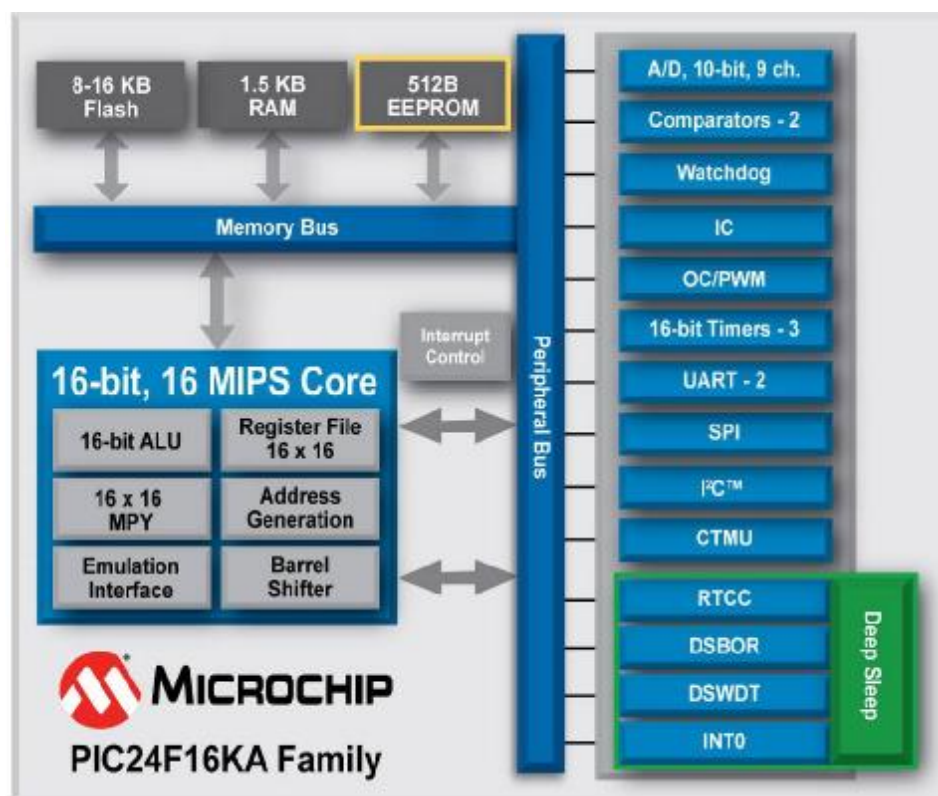 8-16 KB
Flash
1.5 KB
RAM
512B
EEPROM
Memory Bus
Interrupt
Control
16-bit, 16 MIPS Core
16-bit ALU
Register File
16 x 16
16 x 16
MPY
Address
Generation
Emulation
Interface
Barrel
Shifter
Peripheral Bus
A/D, 10-bit, 9 ch.
Comparators - 2
Watchdog
IC
OC/PWM
16-bit Timers - 3
UART - 2
SPI
I²C™
CTMU
RTCC
DSBOR
DSWDT
INT0
Deep Sleep
MICROCHIP
PIC24F16KA Family